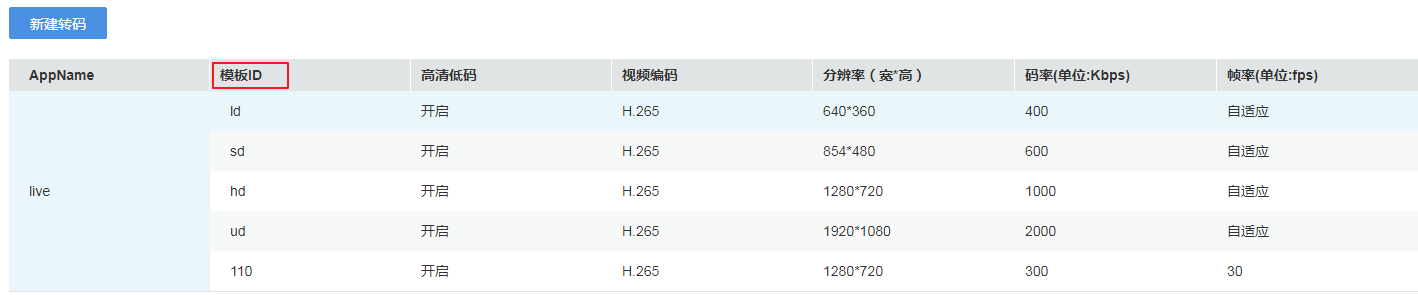 新建转码
AppName 模板ID 高清低码 视频编码 分辨率（宽*高） 码率(单位:Kbps) 帧率(单位:fps)
ld 开启 H.265 640*360 400 自适应
sd 开启 H.265 854*480 600 自适应
live hd 开启 H.265 1280*720 1000 自适应
ud 开启 H.265 1920*1080 2000 自适应
110 开启 H.265 1280*720 300 30